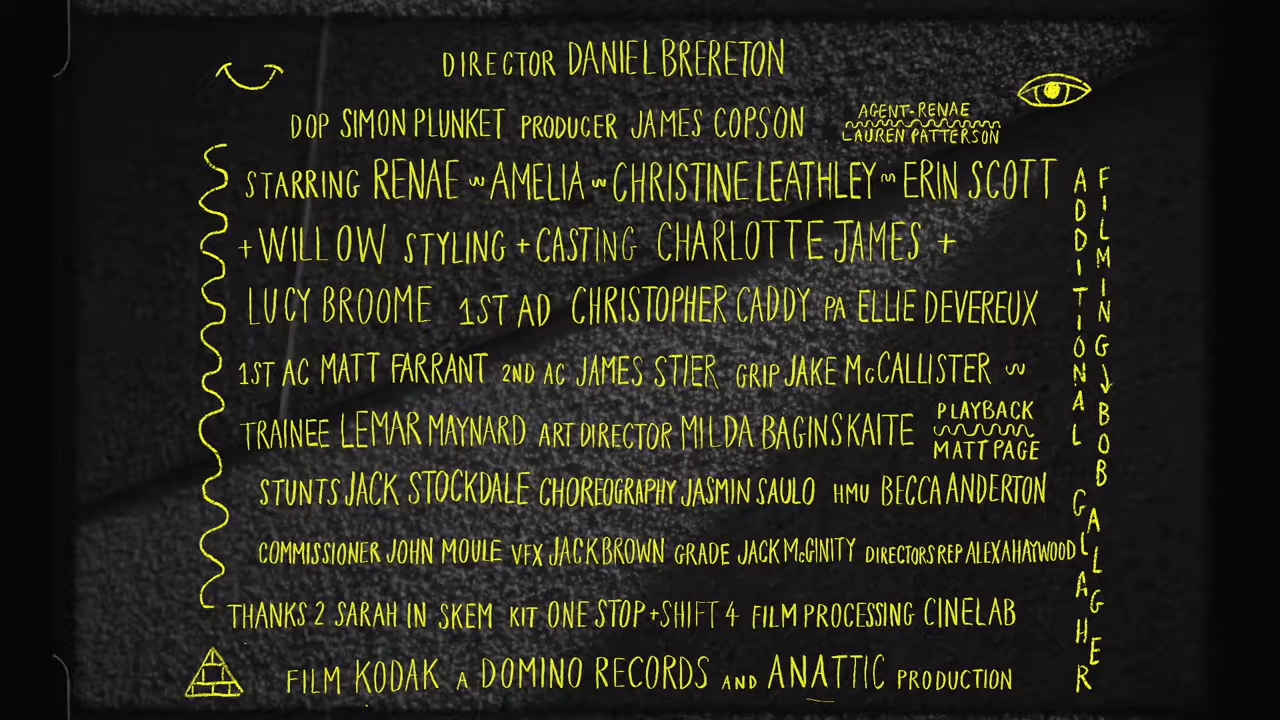 DIRECTOR DANIEL BRERETON
DOP SIMON PLUNKET PRODUCER JAMES COPSON
AGENT-RENAE
LAUREN PATTERSON
STARRING RENAE ~ AMELIA ~ CHRISTINE LEATHLEY ~ ERIN SCOTT
+ WILLOW STYLING + CASTING CHARLOTTE JAMES +
LUCY BROOME 1ST AD CHRISTOPHER CADDY PA ELLIE DEVEREUX
1ST AC MATT FARRANT 2ND AC JAMES STIER GRIP JAKE McCALLISTER ~
TRAINEE LEMAR MAYNARD ART DIRECTOR MILDA BAGINSKAITE
PLAYBACK
MATT PAGE
STUNTS JACK STOCKDALE CHOREOGRAPHY JASMIN SAULO HMU BECCA ANDERTON
COMMISSIONER JOHN MOULE VFX JACK BROWN GRADE JACK McGINITY DIRECTORS REP ALEXA HAYWOOD
THANKS 2 SARAH IN SKEM KIT ONE STOP + SHIFT 4 FILM PROCESSING CINELAB
FILM KODAK A DOMINO RECORDS AND ANATTIC PRODUCTION
ADDITIONAL
FILMING → BOB
GALLAGHER